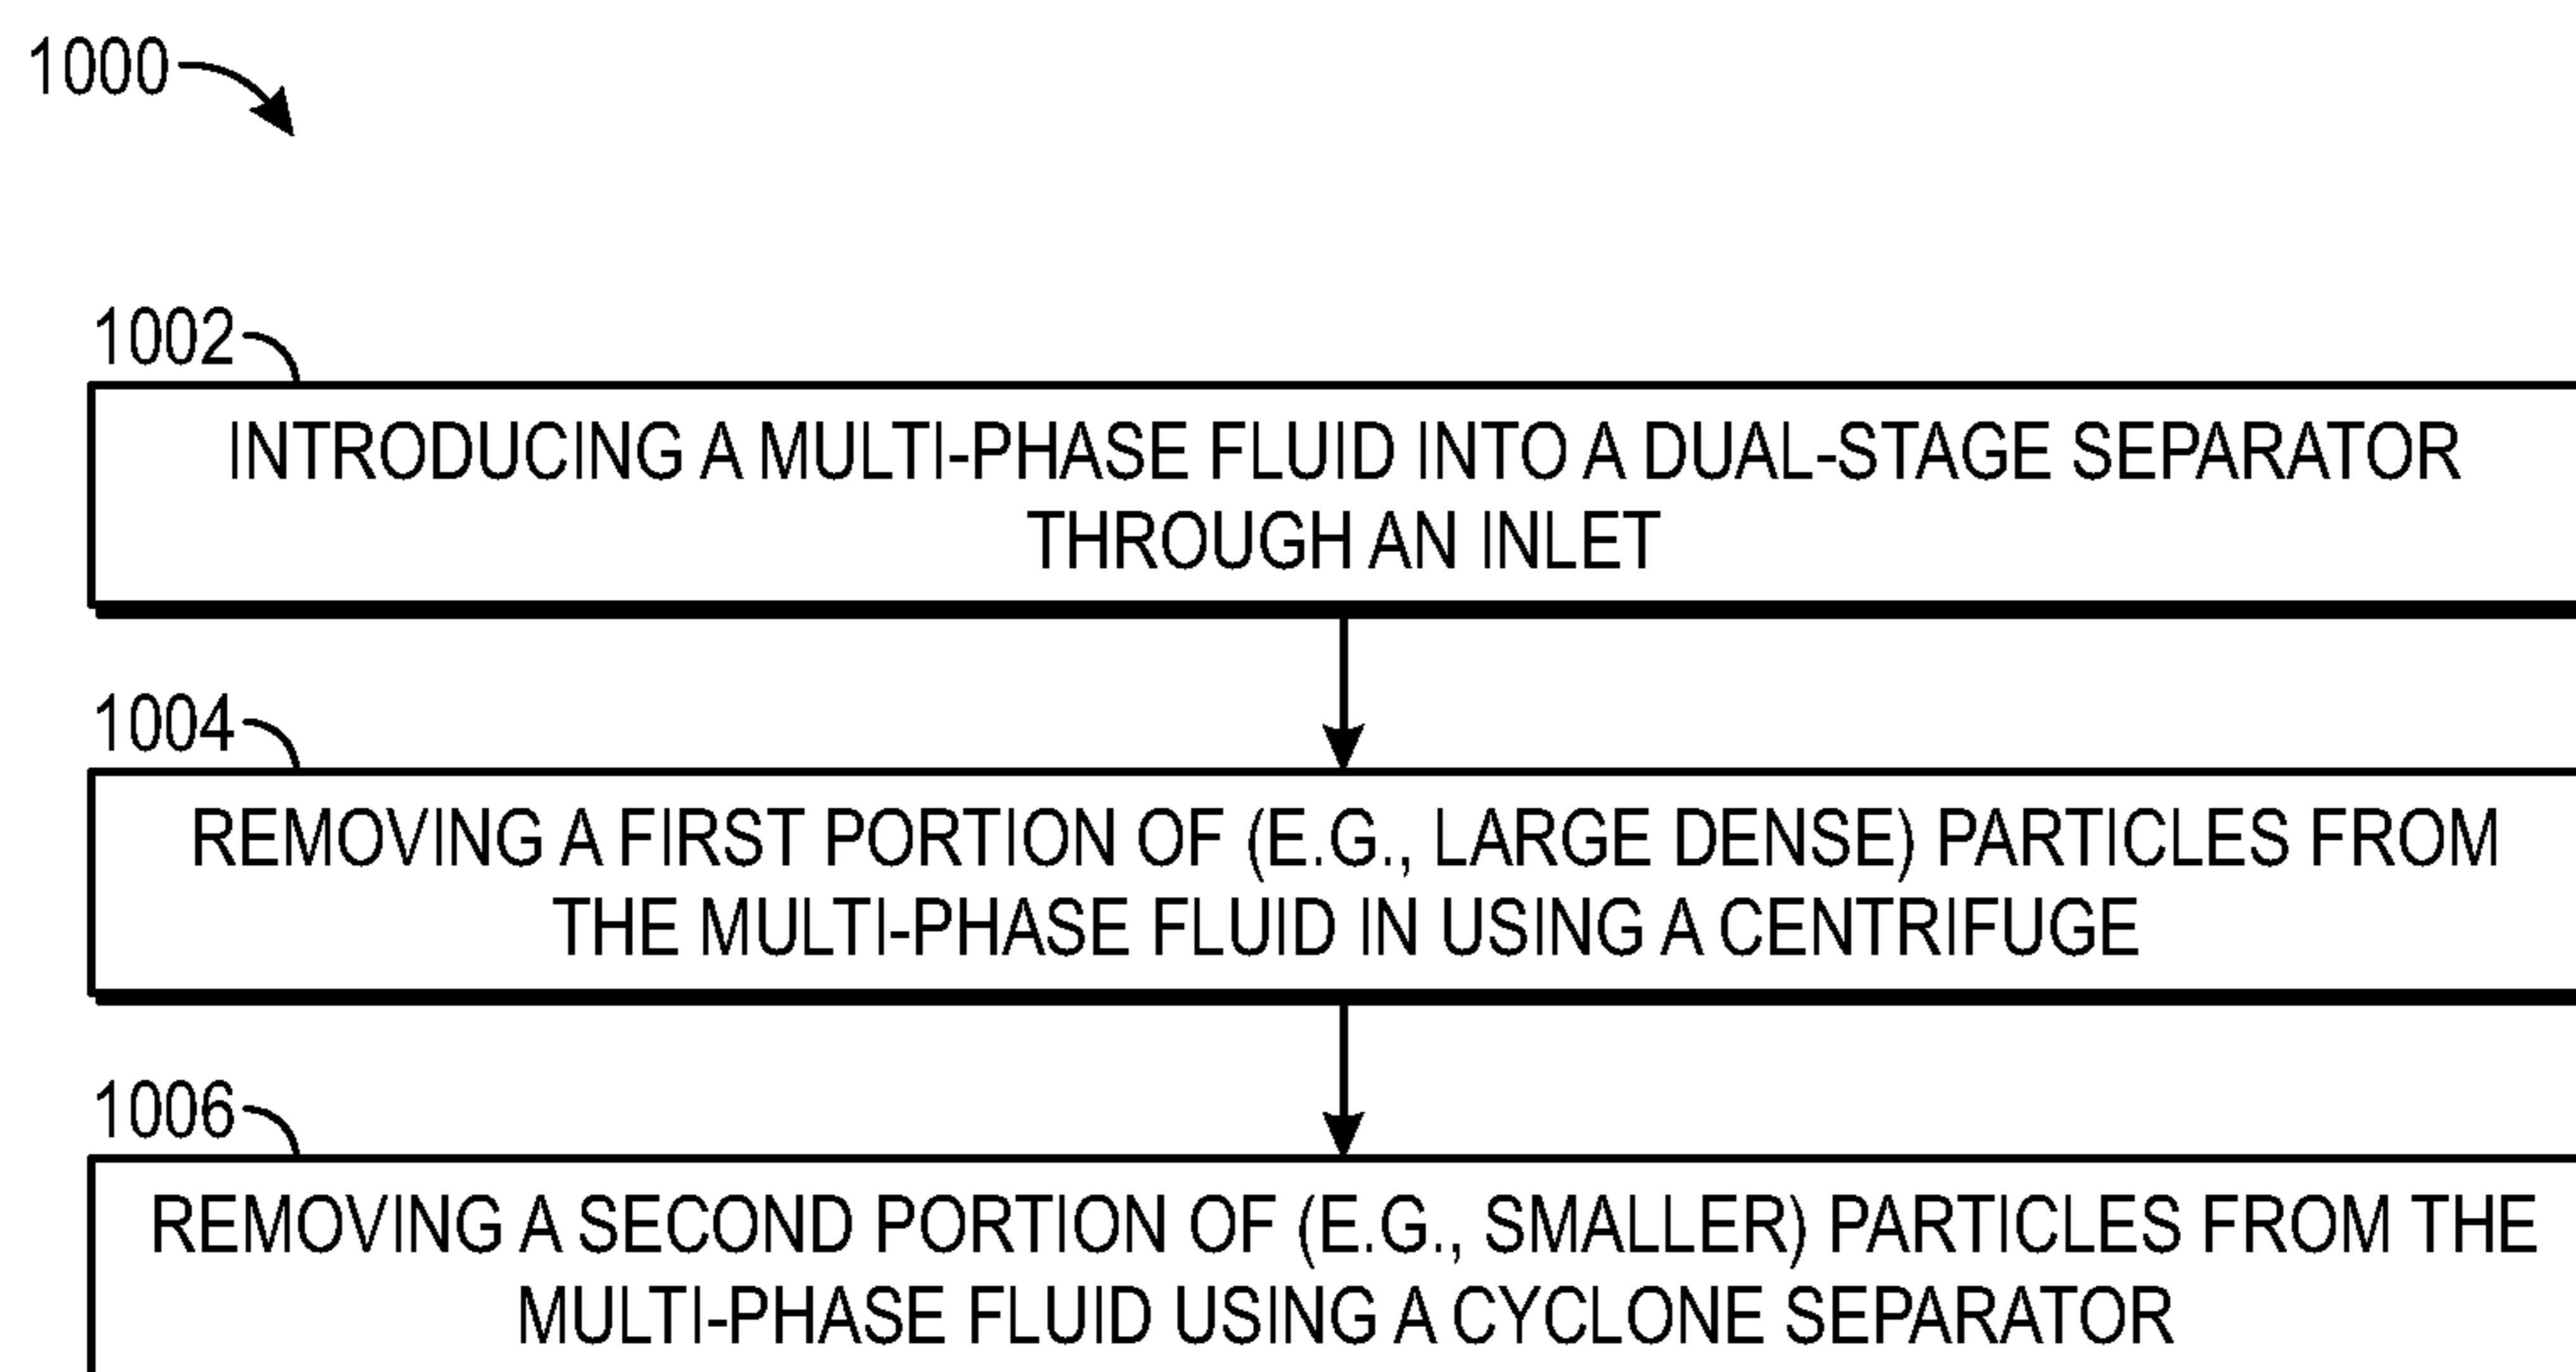 1000
1002
INTRODUCING A MULTI-PHASE FLUID INTO A DUAL-STAGE SEPARATOR
THROUGH AN INLET
1004
REMOVING A FIRST PORTION OF (E.G., LARGE DENSE) PARTICLES FROM
THE MULTI-PHASE FLUID IN USING A CENTRIFUGE
1006
REMOVING A SECOND PORTION OF (E.G., SMALLER) PARTICLES FROM THE
MULTI-PHASE FLUID USING A CYCLONE SEPARATOR